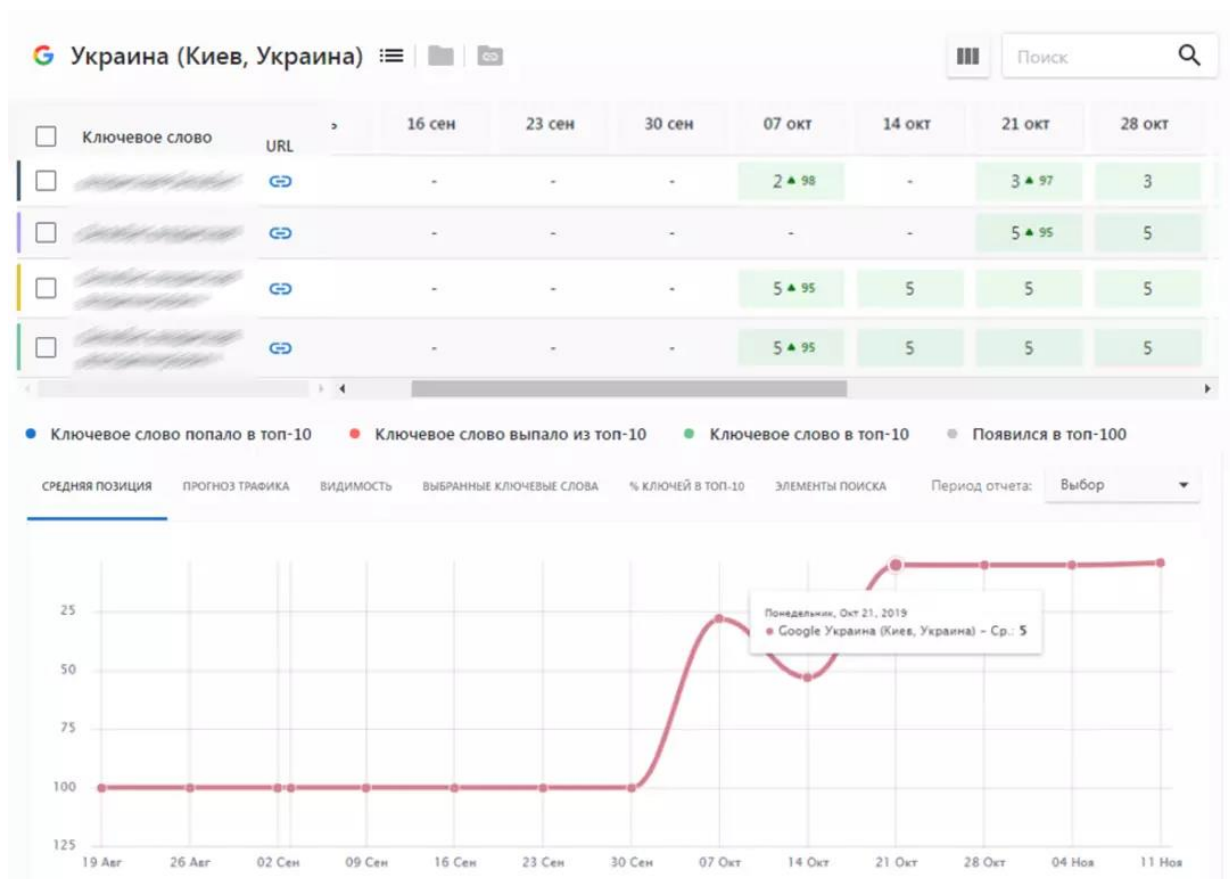 Украина (Киев, Украина)
Поиск
Ключевое слово URL 16 сен 23 сен 30 сен 07 окт 14 окт 21 окт 28 окт
- - - 2 ▲ 98 - 3 ▲ 97 3
- - - - - 5 ▲ 95 5
- - - 5 ▲ 95 5 5 5
- - - 5 ▲ 95 5 5 5
Ключевое слово попало в топ-10 Ключевое слово выпало из топ-10 Ключевое слово в топ-10 Появился в топ-100
СРЕДНЯЯ ПОЗИЦИЯ ПРОГНОЗ ТРАФИКА ВИДИМОСТЬ ВЫБРАННЫЕ КЛЮЧЕВЫЕ СЛОВА % КЛЮЧЕЙ В ТОП-10 ЭЛЕМЕНТЫ ПОИСКА Период отчета: Выбор
25
Понедельник, Окт 21, 2019
Google Украина (Киев, Украина) - Ср.: 5
50
75
100
125
19 Авг 26 Авг 02 Сен 09 Сен 16 Сен 23 Сен 30 Сен 07 Окт 14 Окт 21 Окт 28 Окт 04 Ноя 11 Ноя